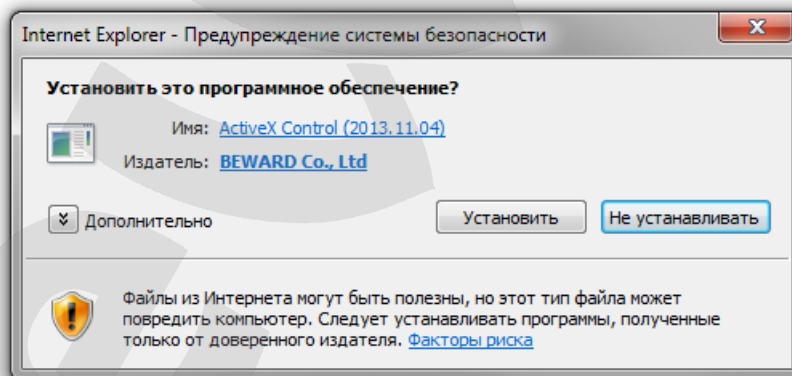 Internet Explorer - Предупреждение системы безопасности
Установить это программное обеспечение?
Имя: ActiveX Control (2013.11.04)
Издатель: BEWARD Co., Ltd
Дополнительно
Установить
Не устанавливать
Файлы из Интернета могут быть полезны, но этот тип файла может
повредить компьютер. Следует устанавливать программы, полученные
только от доверенного издателя. Факторы риска